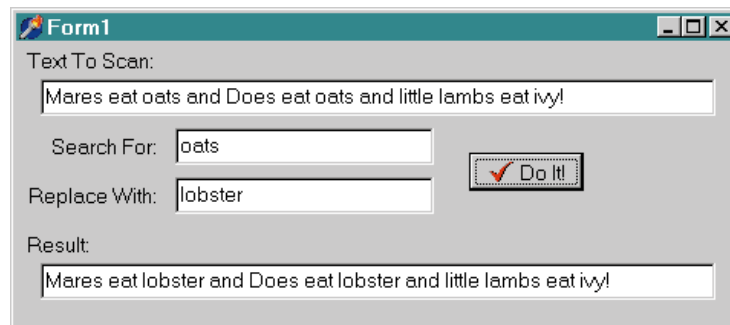 Form1
Text To Scan:
Mares eat oats and Does eat oats and little lambs eat ivy!
Search For: oats
Do It!
Replace With: lobster
Result:
Mares eat lobster and Does eat lobster and little lambs eat ivy!